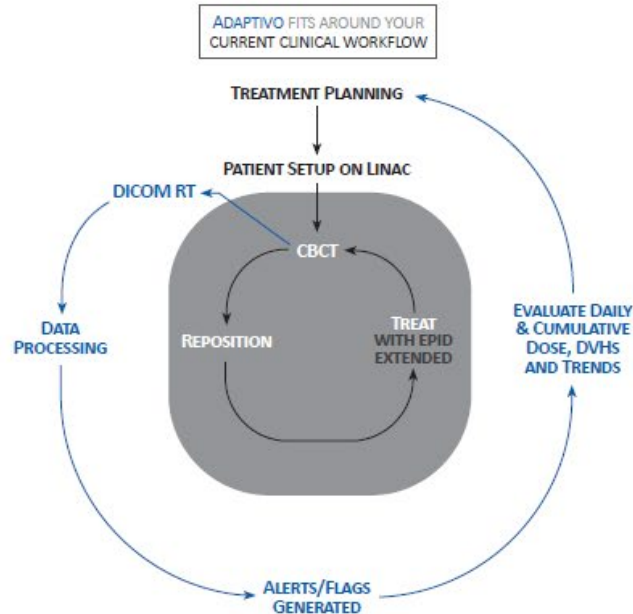 ADAPTIVO FITS AROUND YOUR
CURRENT CLINICAL WORKFLOW
TREATMENT PLANNING
PATIENT SETUP ON LINAC
DICOM RT
CBCT
DATA
PROCESSING
REPOSITION
TREAT
WITH EPID
EXTENDED
EVALUATE DAILY
& CUMULATIVE
DOSE, DVHS
AND TRENDS
ALERTS/FLAGS
GENERATED